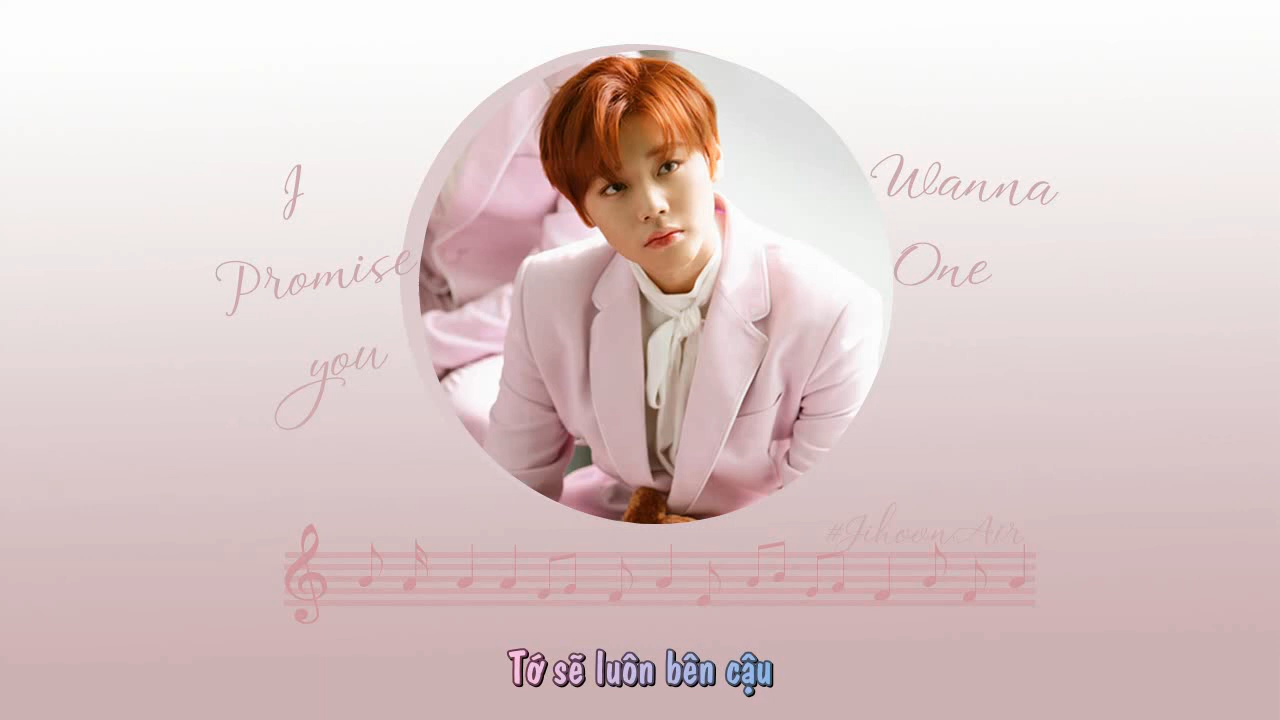 I
Promise
you
Wanna
One
#JihoonAir
Tớ sẽ luôn bên cậu